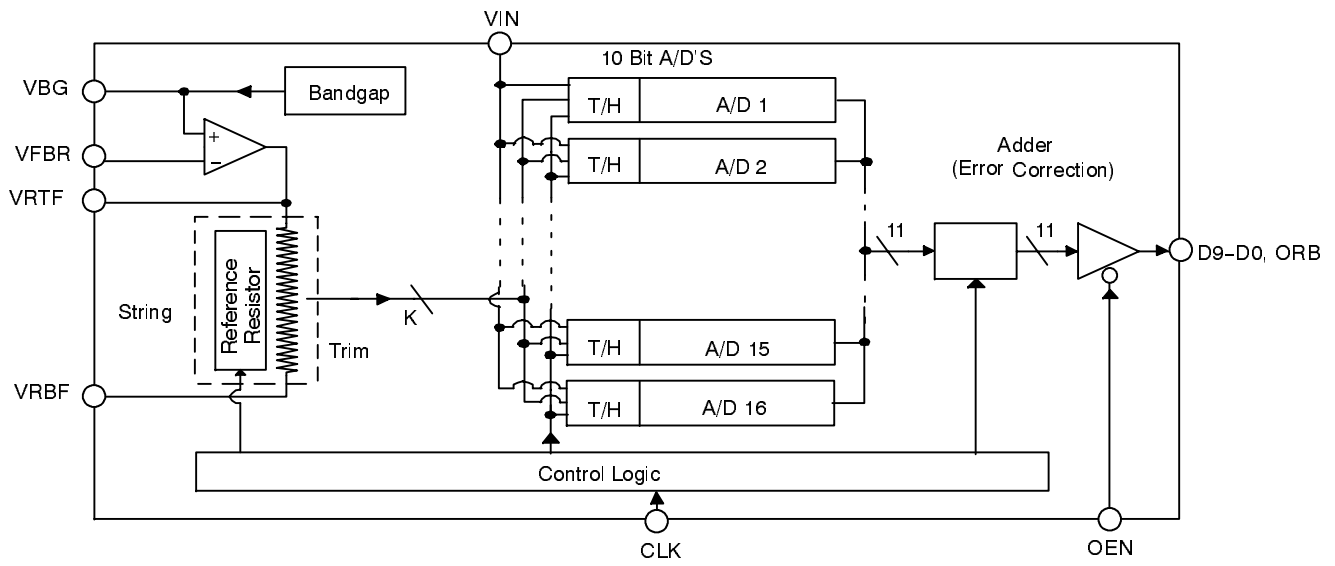 VIN
10 Bit A/D'S
VBG
Bandgap
T/H
A/D 1
+
VFBR
−
T/H
A/D 2
Adder
(Error Correction)
VRTF
11
11
D9−D0, ORB
String
Reference
Resistor
K
Trim
T/H
A/D 15
VRBF
T/H
A/D 16
Control Logic
CLK
OEN